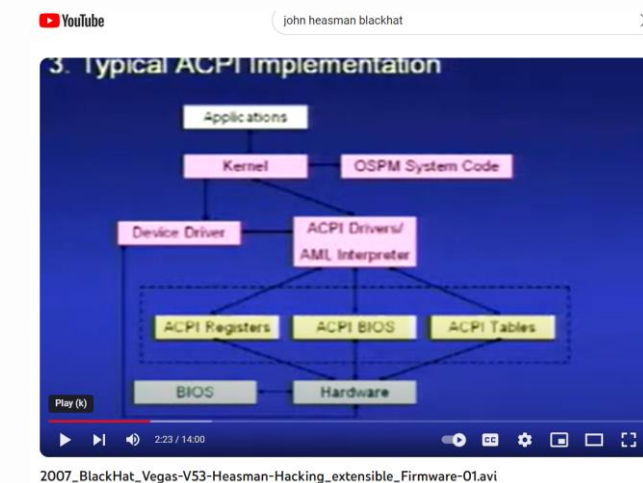 YouTube
john heasman blackhat
3. Typical ACPI Implementation
Applications
Kernel
OSPM System Code
Device Driver
ACPI Drivers/
AML Interpreter
ACPI Registers
ACPI BIOS
ACPI Tables
BIOS
Hardware
Play (k)
2:23 / 14:00
CC
2007_BlackHat_Vegas-V53-Heasman-Hacking_extensible_Firmware-01.avi